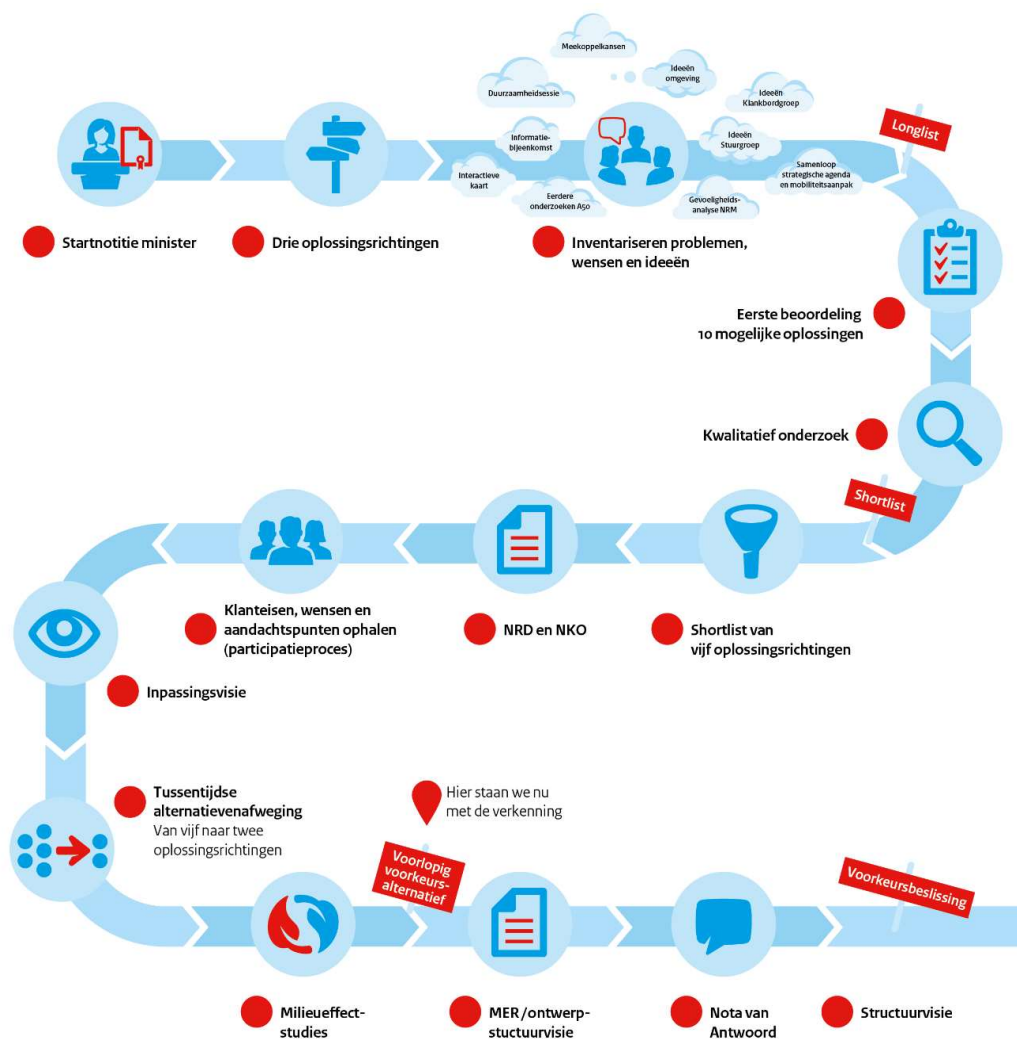 Meekoppelkansen
Ideeën
omgeving
Duurzaamheidsessie
Ideeën
Klankbordgroep
Informatie-
bijeenkomst
Ideeën
Stuurgroep
Interactieve
kaart
Eerdere
onderzoeken A50
Gevoeligheids-
analyse NRM
Samenloop
strategische agenda
en mobiliteitsaanpak
Longlist
Startnotitie minister
Drie oplossingsrichtingen
Inventariseren problemen,
wensen en ideeën
Eerste beoordeling
10 mogelijke oplossingen
Kwalitatief onderzoek
Shortlist
Shortlist van
vijf oplossingsrichtingen
NRD en NKO
Klanteisen, wensen en
aandachtspunten ophalen
(participatieproces)
Inpassingsvisie
Tussentijdse
alternatievenafweging
Van vijf naar twee
oplossingsrichtingen
Hier staan we nu
met de verkenning
Voorlopig
voorkeurs-
alternatief
Voorkeursbeslissing
Milieueffect-
studies
MER/ontwerp-
stuctuurvisie
Nota van
Antwoord
Structuurvisie